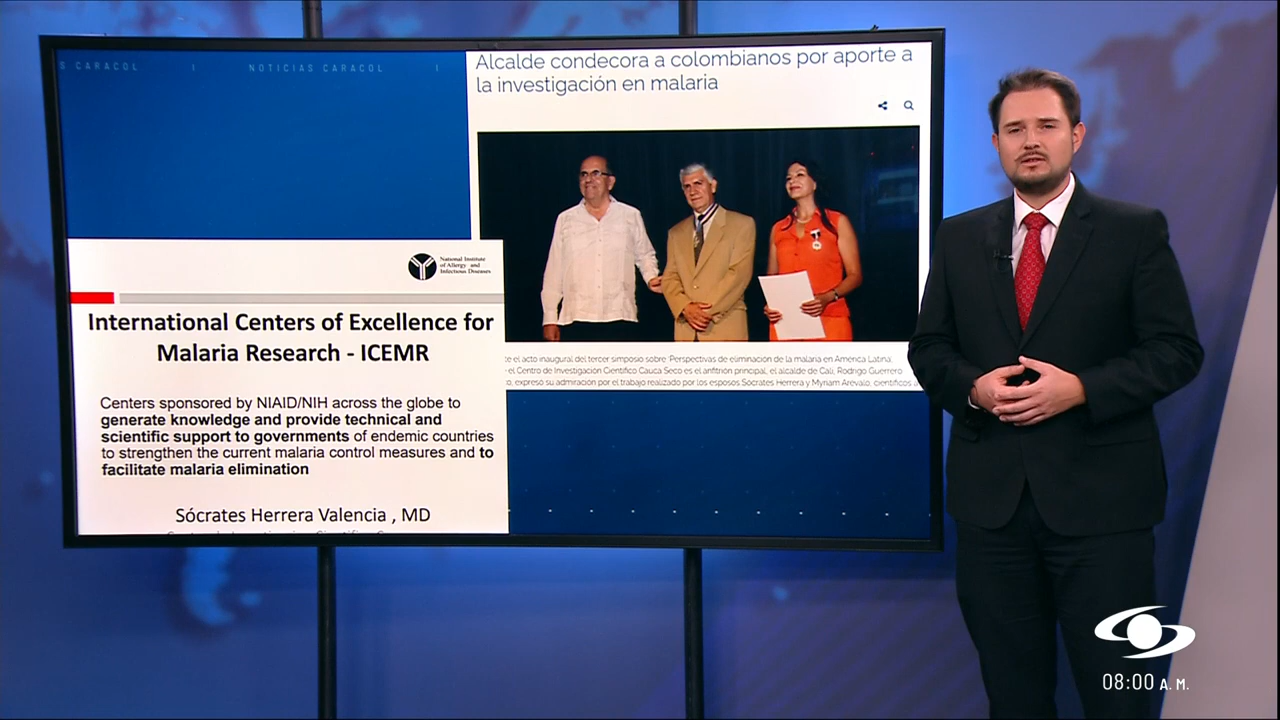 S CARACOL | NOTICIAS CARACOL |
Alcalde condecora a colombianos por aporte a
la investigación en malaria
e el acto inaugural del tercer simposio sobre 'Perspectivas de eliminación de la malaria en América Latina',
el Centro de Investigación Científico Cauca Seco es el anfitrión principal, el alcalde de Cali, Rodrigo Guerrero
o, expresó su admiración por el trabajo realizado por los esposos Sócrates Herrera y Myriam Arévalo, científicos
National Institute
of Allergy and
Infectious Diseases
International Centers of Excellence for
Malaria Research - ICEMR
Centers sponsored by NIAID/NIH across the globe to
generate knowledge and provide technical and
scientific support to governments of endemic countries
to strengthen the current malaria control measures and to
facilitate malaria elimination
Sócrates Herrera Valencia , MD
08:00 A. M.